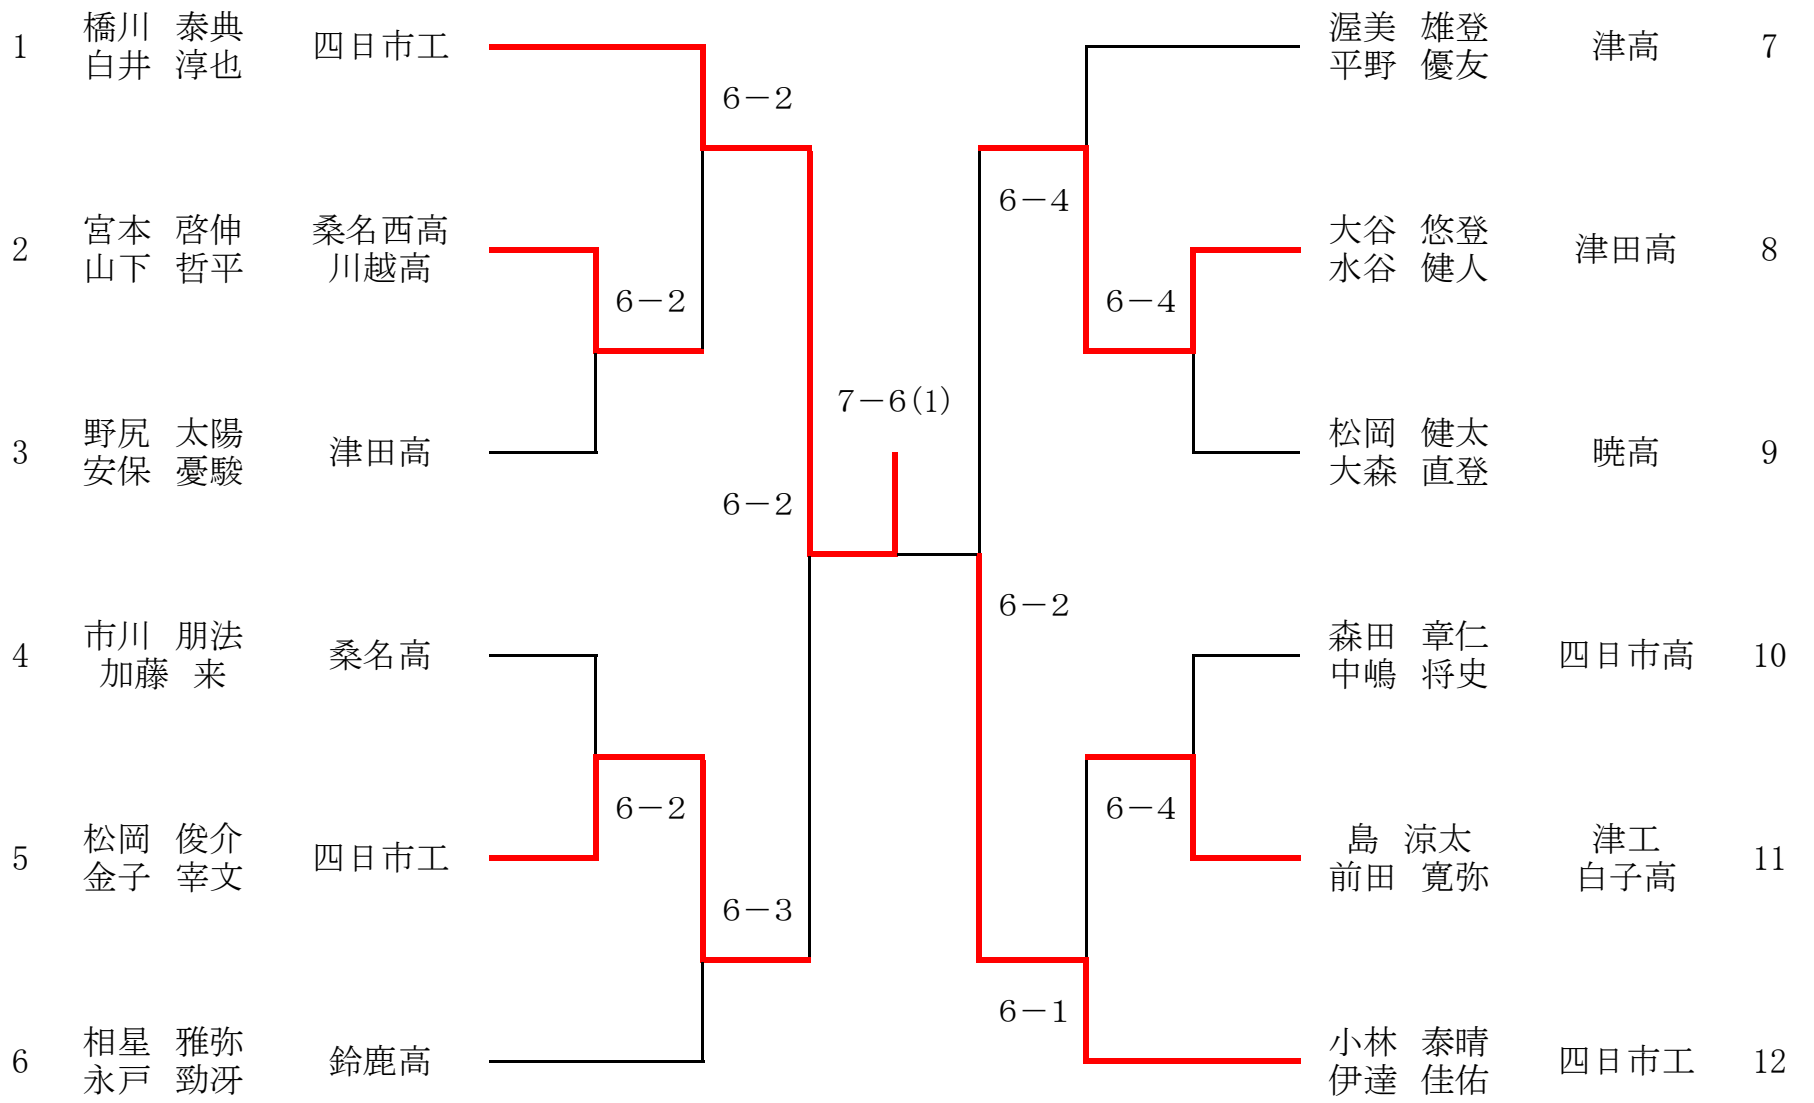 1
橋川 泰典
白井 淳也
四日市工
2
宮本 啓伸
山下 哲平
桑名西高
川越高
3
野尻 太陽
安保 憂駿
津田高
4
市川 朋法
加藤 来
桑名高
5
松岡 俊介
金子 宰文
四日市工
6
相星 雅弥
永戸 勁冴
鈴鹿高
6－2
6－2
6－2
6－2
6－3
7－6(1)
6－4
6－4
6－2
6－4
6－1
渥美 雄登
平野 優友
津高
7
大谷 悠登
水谷 健人
津田高
8
松岡 健太
大森 直登
暁高
9
森田 章仁
中嶋 将史
四日市高
10
島 涼太
前田 寛弥
津工
白子高
11
小林 泰晴
伊達 佳佑
四日市工
12